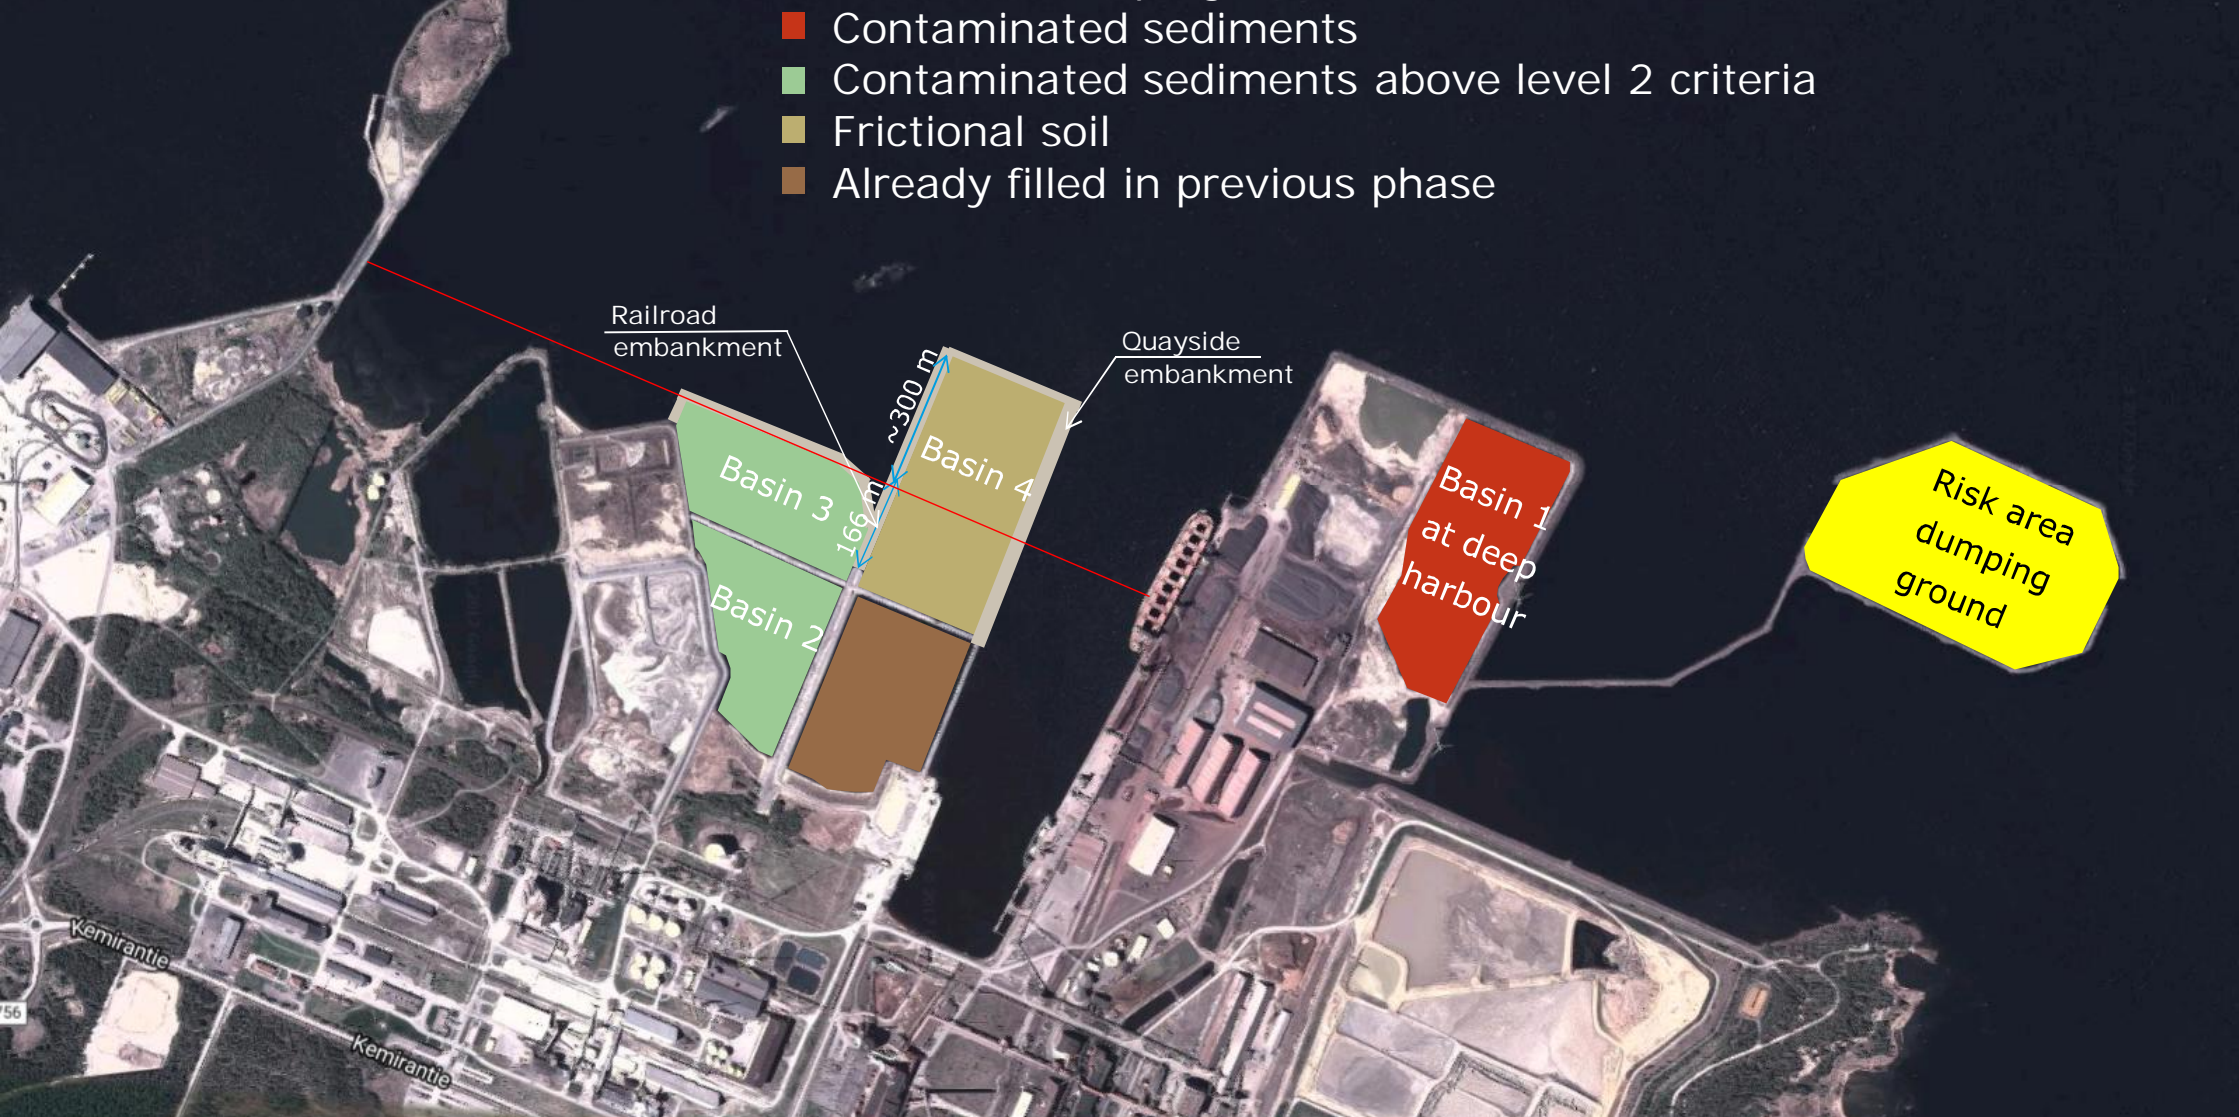 Contaminated sediments
Contaminated sediments above level 2 criteria
Frictional soil
Already filled in previous phase
Railroad
embankment
Quayside
embankment
~300 m
166 m
Basin 4
Basin 3
Basin 2
Basin 1
at deep
harbour
Risk area
dumping
ground
Kemirantie
Kemirantie
756